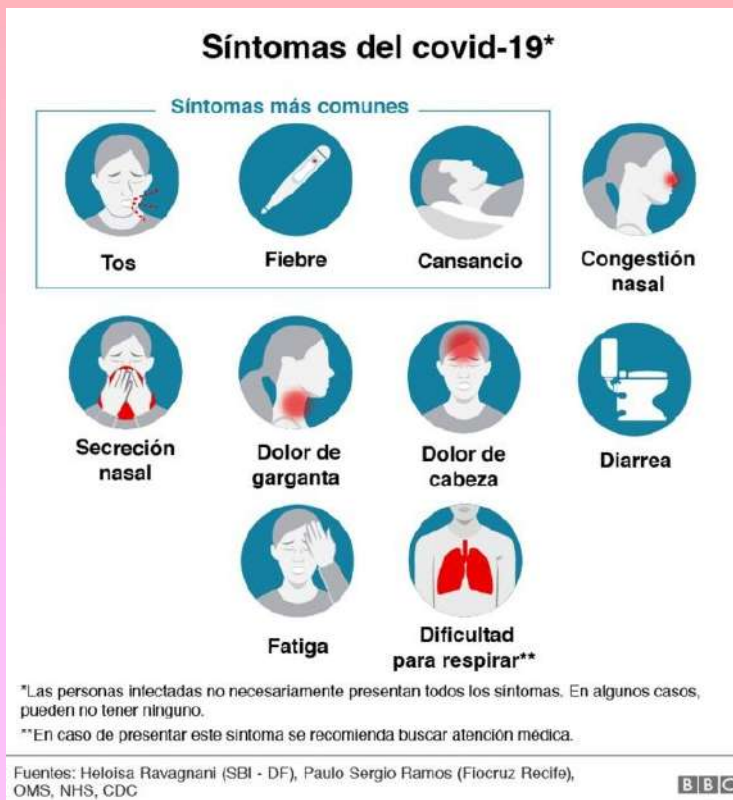 Síntomas del covid-19*
Síntomas más comunes
Tos
Fiebre
Cansancio
Congestión
nasal
Secreción
nasal
Dolor de
garganta
Dolor de
cabeza
Diarrea
Fatiga
Dificultad
para respirar**
*Las personas infectadas no necesariamente presentan todos los síntomas. En algunos casos,
pueden no tener ninguno.
**En caso de presentar este síntoma se recomienda buscar atención médica.
Fuentes: Heloisa Ravagnani (SBI - DF), Paulo Sergio Ramos (Fiocruz Recife),
OMS, NHS, CDC
BBC